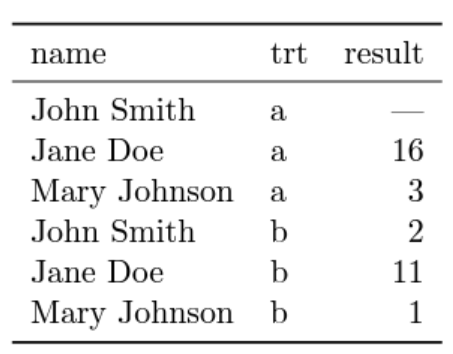 name trt result
John Smith a —
Jane Doe a 16
Mary Johnson a 3
John Smith b 2
Jane Doe b 11
Mary Johnson b 1